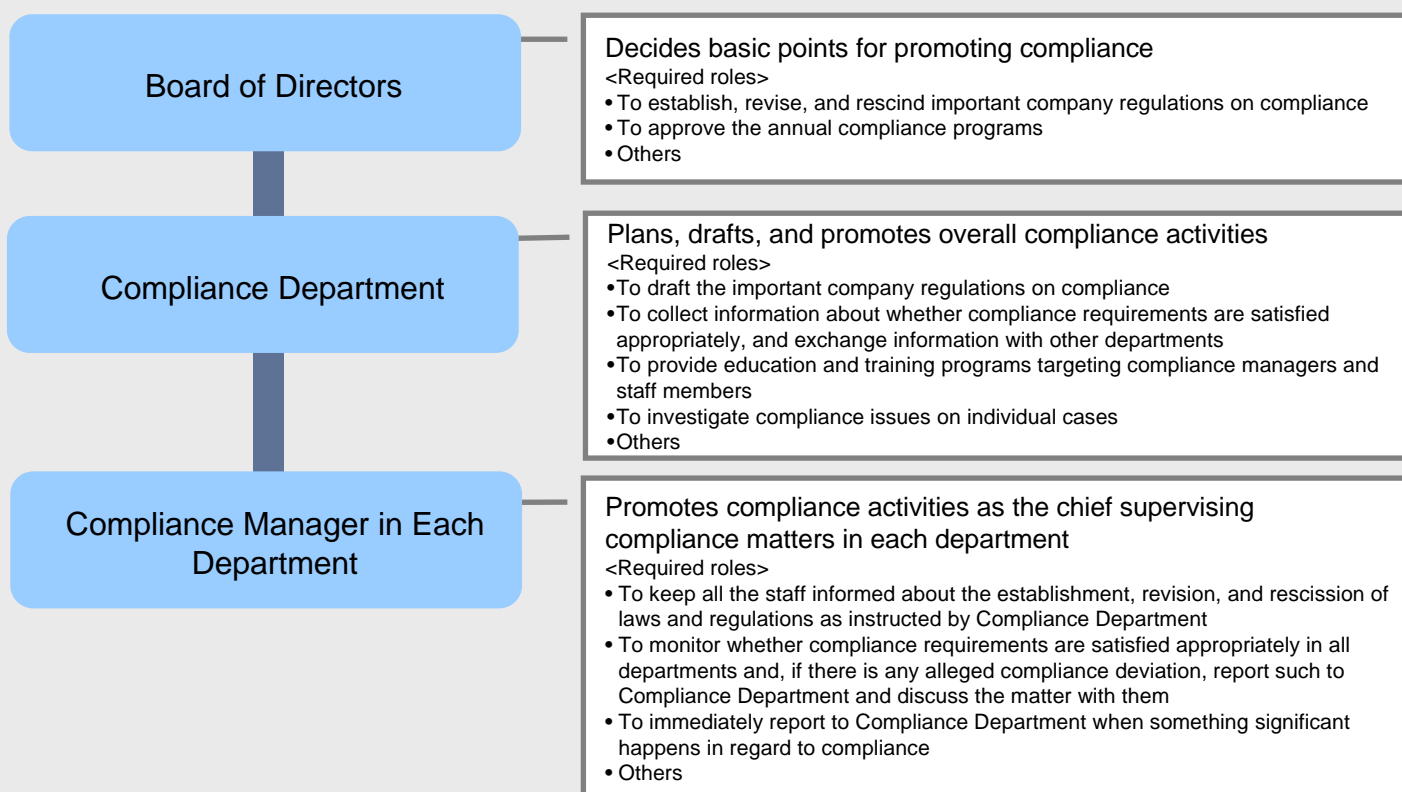 Board of Directors
Decides basic points for promoting compliance
<Required roles>
• To establish, revise, and rescind important company regulations on compliance
• To approve the annual compliance programs
• Others
Compliance Department
Plans, drafts, and promotes overall compliance activities
<Required roles>
•To draft the important company regulations on compliance
•To collect information about whether compliance requirements are satisfied
appropriately, and exchange information with other departments
•To provide education and training programs targeting compliance managers and
staff members
•To investigate compliance issues on individual cases
•Others
Compliance Manager in Each
Department
Promotes compliance activities as the chief supervising
compliance matters in each department
<Required roles>
• To keep all the staff informed about the establishment, revision, and rescission of
laws and regulations as instructed by Compliance Department
• To monitor whether compliance requirements are satisfied appropriately in all
departments and, if there is any alleged compliance deviation, report such to
Compliance Department and discuss the matter with them
• To immediately report to Compliance Department when something significant
happens in regard to compliance
• Others